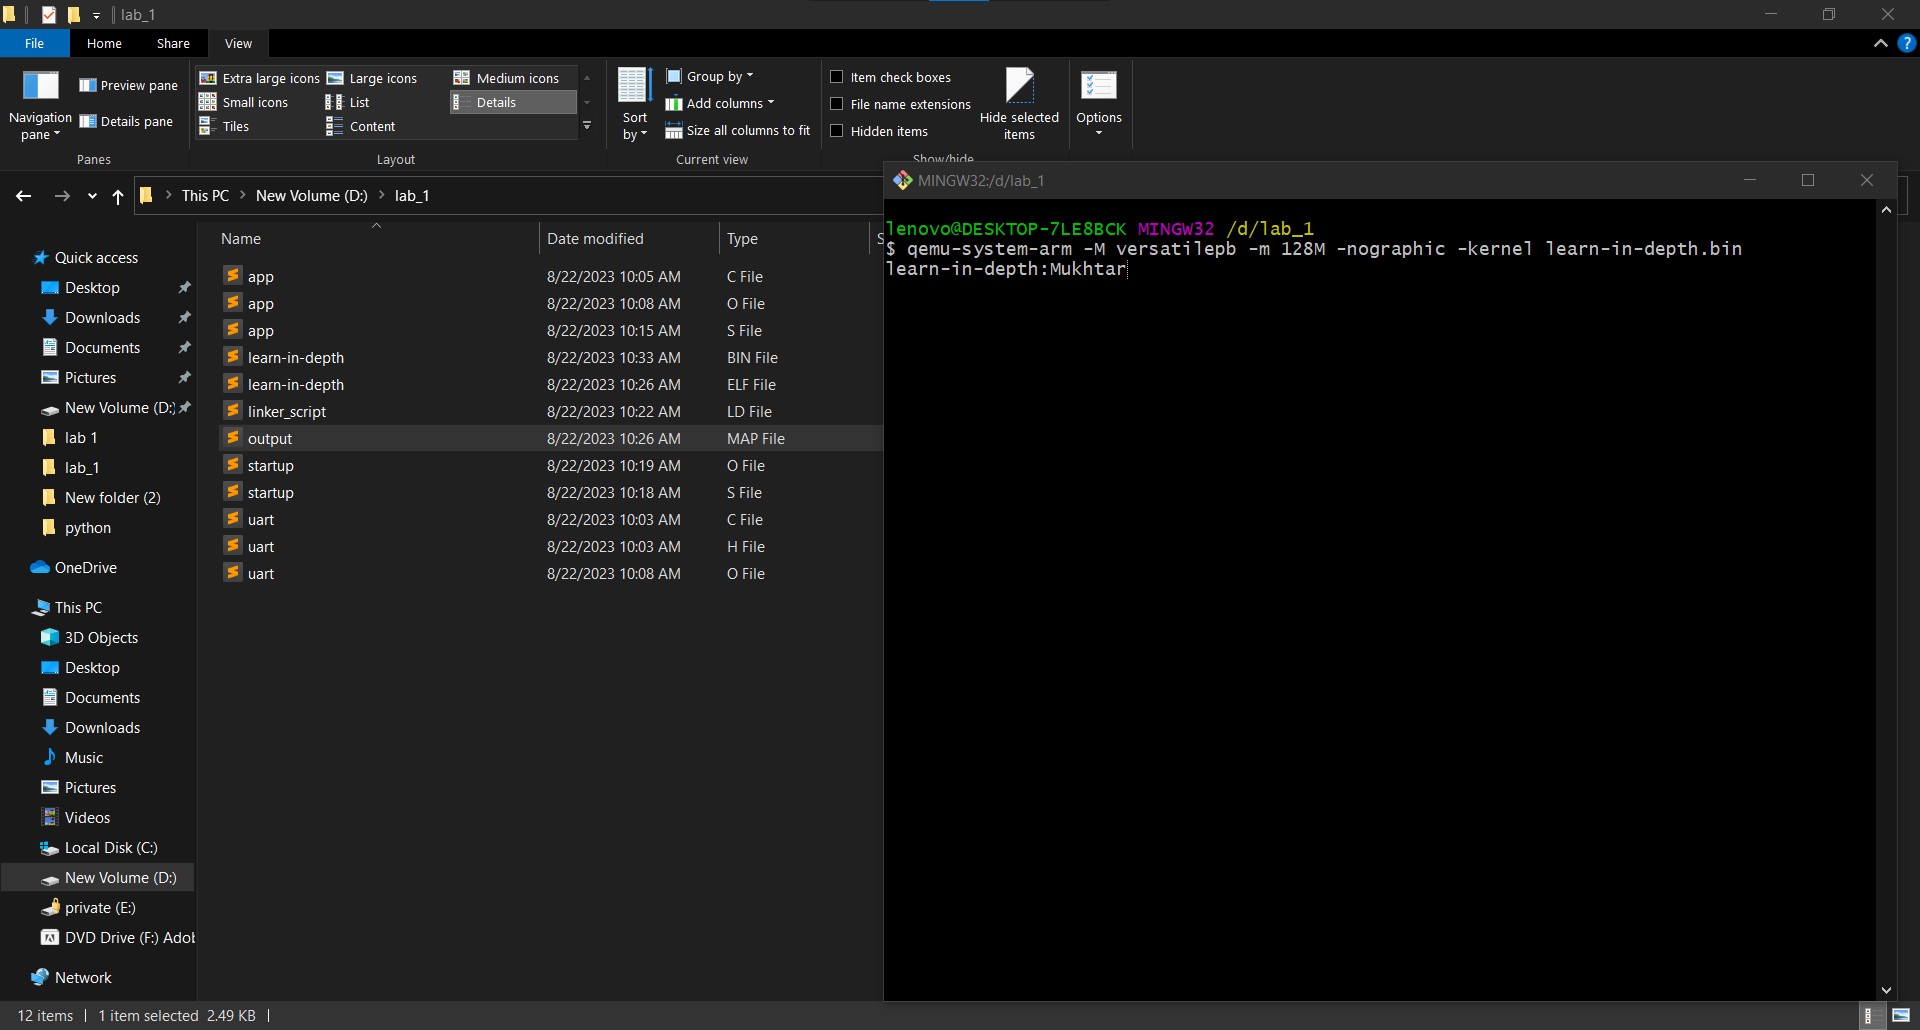 lab_1
File Home Share View
Navigation pane
Preview pane
Details pane
Panes
Extra large icons Large icons Medium icons
Small icons List Details
Tiles Content
Layout
Sort by
Group by
Add columns
Size all columns to fit
Current view
Item check boxes
File name extensions
Hidden items
Hide selected items
Show/hide
Options
This PC New Volume (D:) lab_1
Quick access
Desktop
Downloads
Documents
Pictures
New Volume (D:)
lab 1
lab_1
New folder (2)
python
OneDrive
This PC
3D Objects
Desktop
Documents
Downloads
Music
Pictures
Videos
Local Disk (C:)
New Volume (D:)
private (E:)
DVD Drive (F:) Adob
Network
Name Date modified Type S
app 8/22/2023 10:05 AM C File
app 8/22/2023 10:08 AM O File
app 8/22/2023 10:15 AM S File
learn-in-depth 8/22/2023 10:33 AM BIN File
learn-in-depth 8/22/2023 10:26 AM ELF File
linker_script 8/22/2023 10:22 AM LD File
output 8/22/2023 10:26 AM MAP File
startup 8/22/2023 10:19 AM O File
startup 8/22/2023 10:18 AM S File
uart 8/22/2023 10:03 AM C File
uart 8/22/2023 10:03 AM H File
uart 8/22/2023 10:08 AM O File
MINGW32:/d/lab_1
lenovo@DESKTOP-7LE8BCK MINGW32 /d/lab_1
$ qemu-system-arm -M versatilepb -m 128M -nographic -kernel learn-in-depth.bin
learn-in-depth:Mukhtar
12 items 1 item selected 2.49 KB